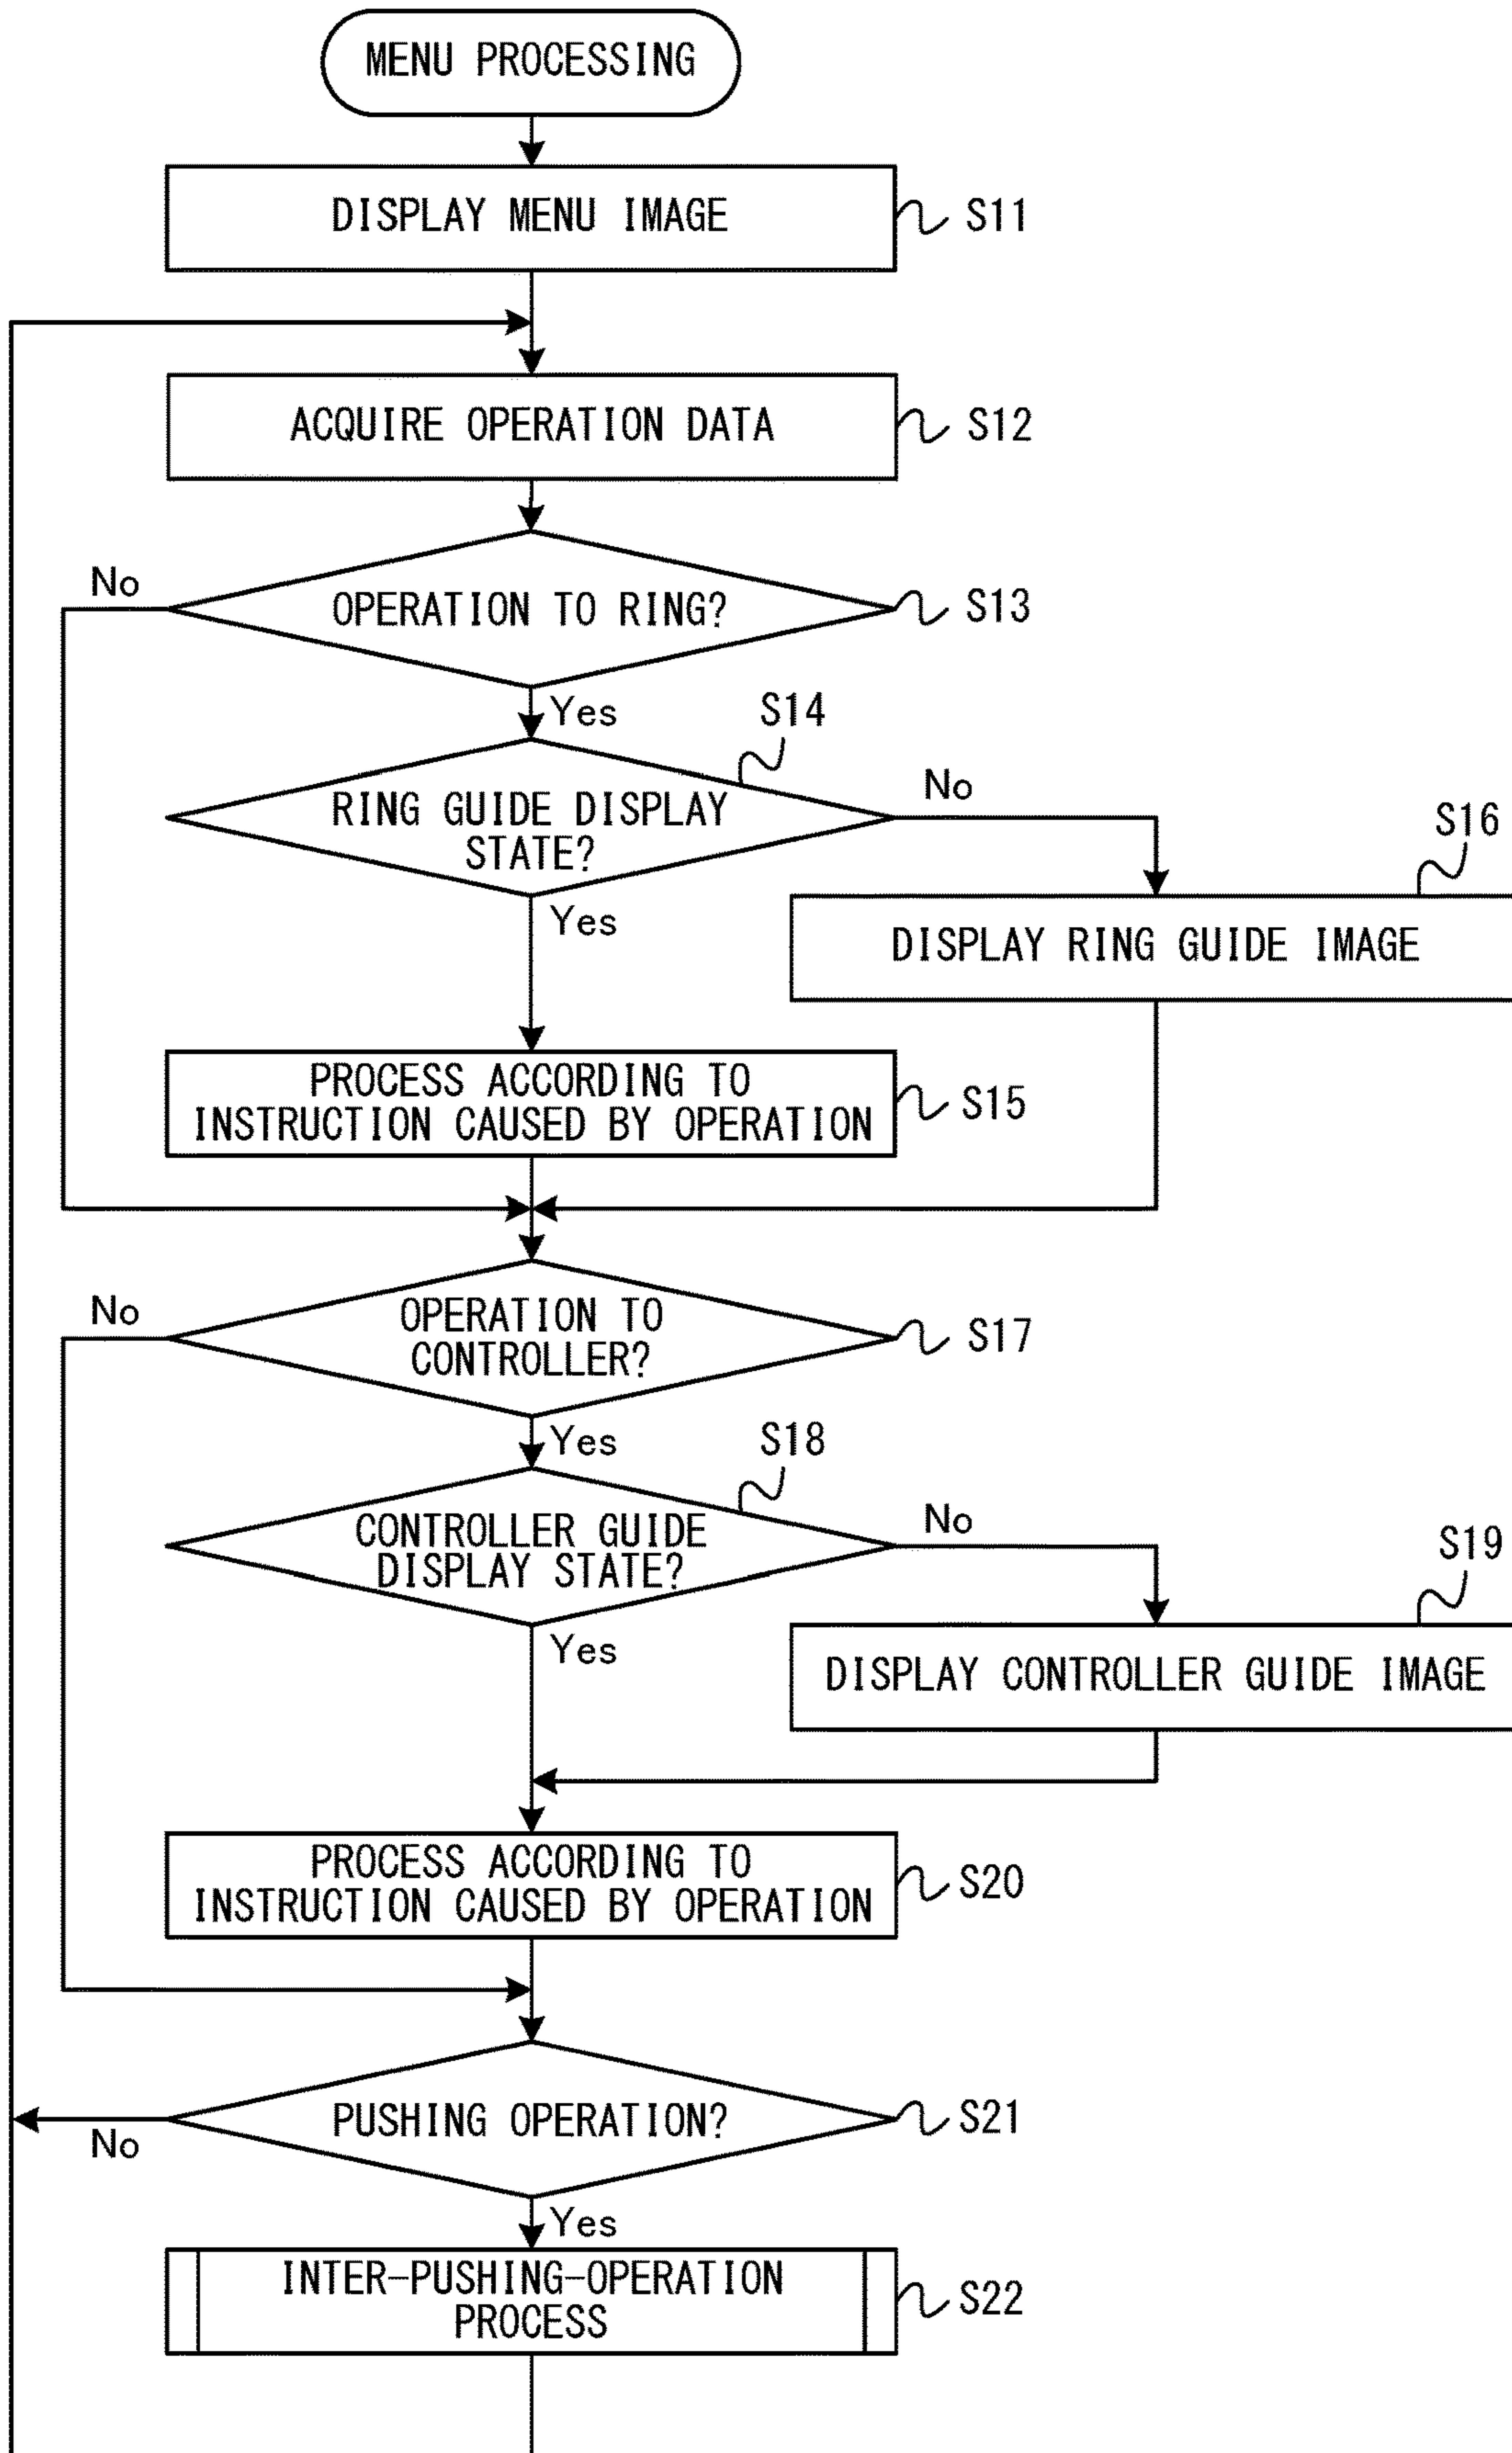 MENU PROCESSING
DISPLAY MENU IMAGE
S11
ACQUIRE OPERATION DATA
S12
No
OPERATION TO RING?
S13
Yes
S14
RING GUIDE DISPLAY
STATE?
No
S16
Yes
DISPLAY RING GUIDE IMAGE
PROCESS ACCORDING TO
INSTRUCTION CAUSED BY OPERATION
S15
No
OPERATION TO
CONTROLLER?
S17
Yes
S18
CONTROLLER GUIDE
DISPLAY STATE?
No
S19
Yes
DISPLAY CONTROLLER GUIDE IMAGE
PROCESS ACCORDING TO
INSTRUCTION CAUSED BY OPERATION
S20
PUSHING OPERATION?
S21
No
Yes
INTER-PUSHING-OPERATION
PROCESS
S22